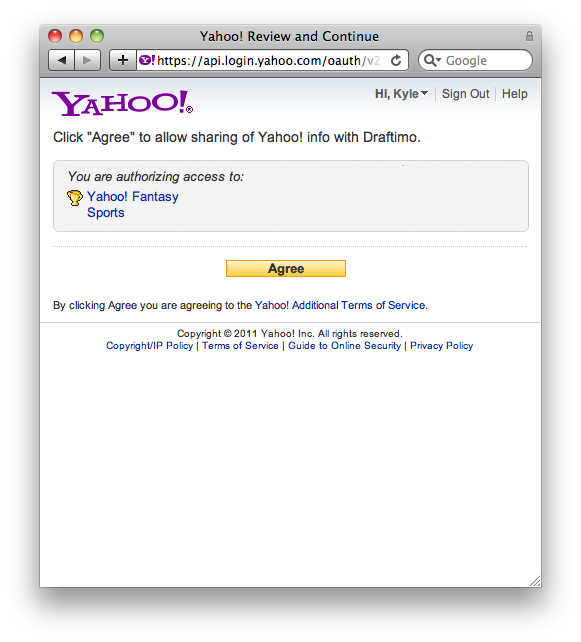 Yahoo! Review and Continue
Y! https://api.login.yahoo.com/oauth/v2
Google
YAHOO!®
Hi, Kyle
Sign Out
Help
Click "Agree" to allow sharing of Yahoo! info with Draftimo.
You are authorizing access to:
Yahoo! Fantasy
Sports
Agree
By clicking Agree you are agreeing to the Yahoo! Additional Terms of Service.
Copyright © 2011 Yahoo! Inc. All rights reserved.
Copyright/IP Policy | Terms of Service | Guide to Online Security | Privacy Policy